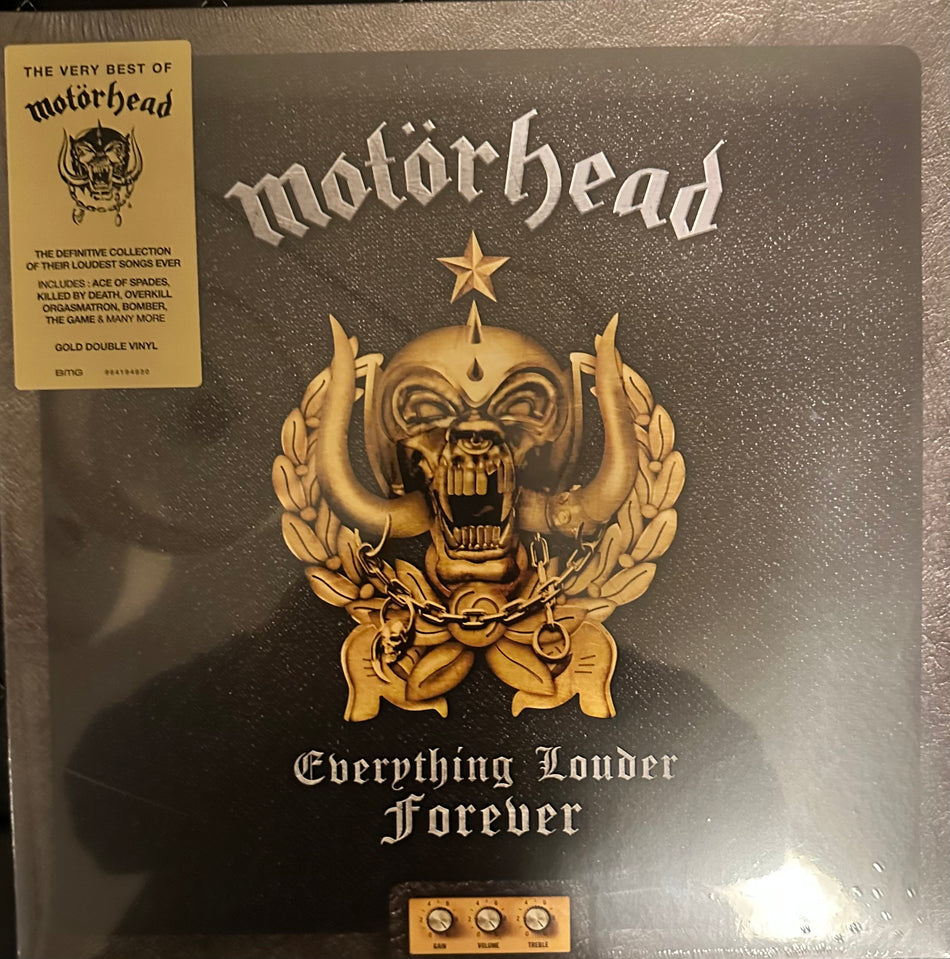 THE VERY BEST OF
motörhead
THE DEFINITIVE COLLECTION
OF THEIR LOUDEST SONGS EVER
INCLUDES : ACE OF SPADES,
KILLED BY DEATH, OVERKILL
ORGASMATRON, BOMBER,
THE GAME & MANY MORE
GOLD DOUBLE VINYL
BMG
motörhead
Everything Louder
Forever
GAIN VOLUME TREBLE